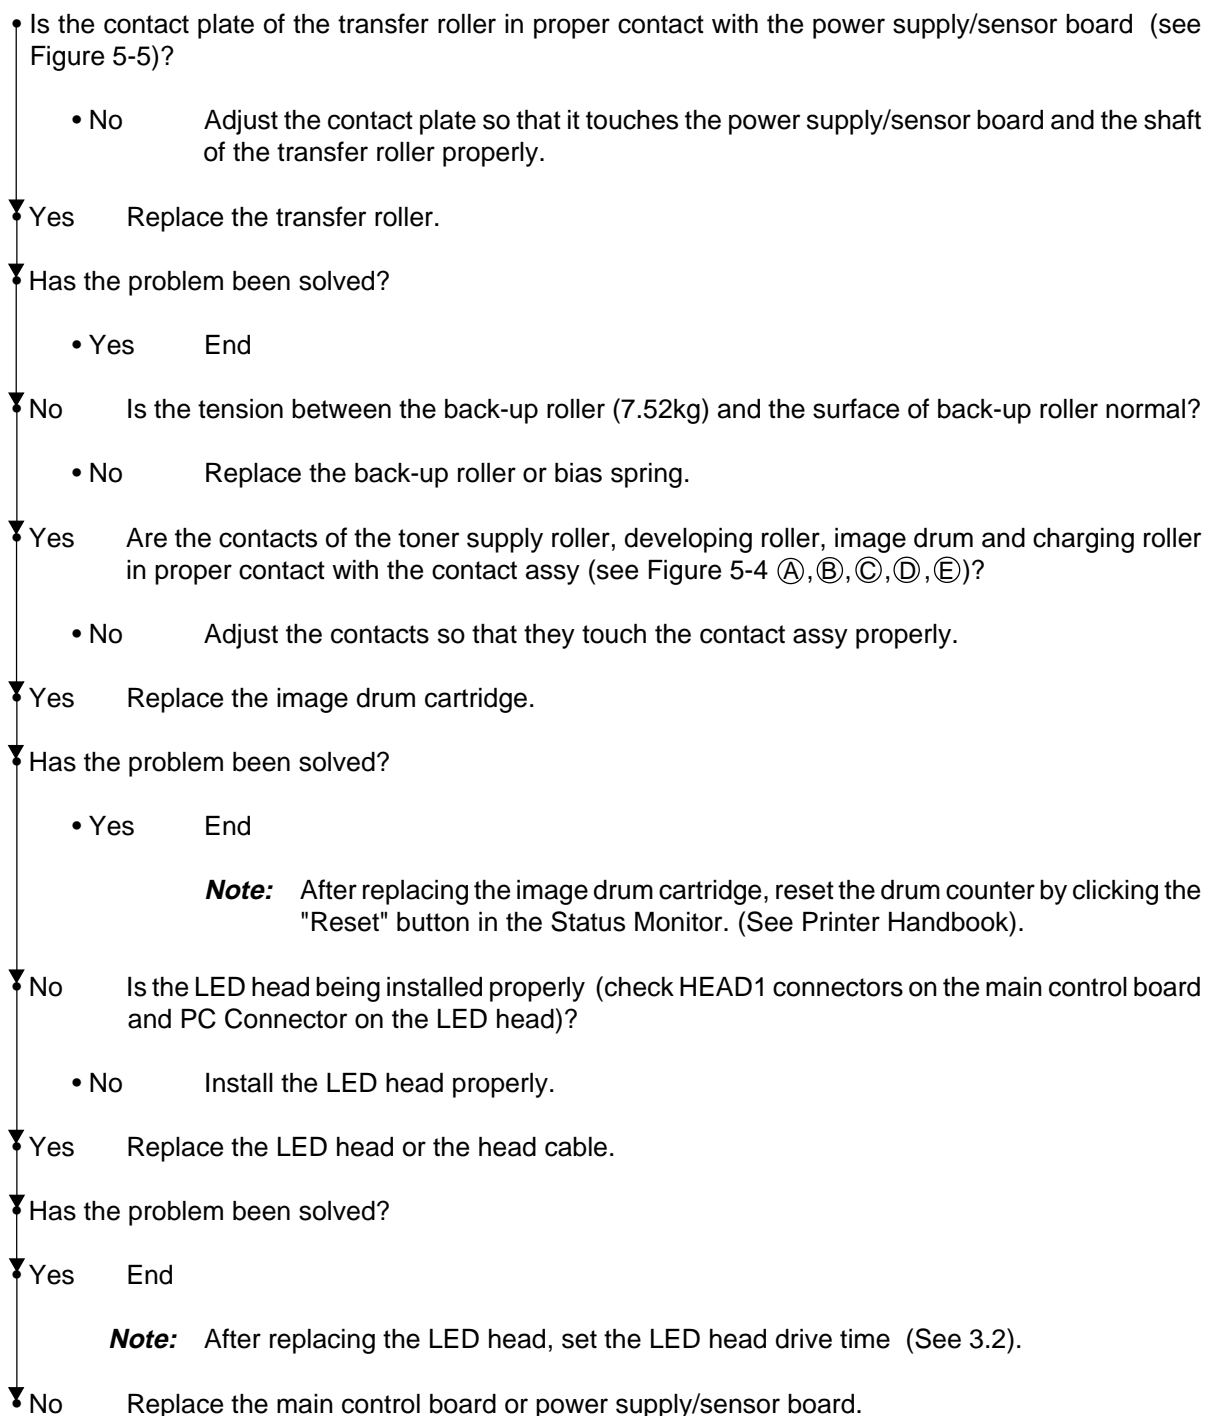 • Is the contact plate of the transfer roller in proper contact with the power supply/sensor board (see
Figure 5-5)?
• No Adjust the contact plate so that it touches the power supply/sensor board and the shaft
of the transfer roller properly.
• Yes Replace the transfer roller.
• Has the problem been solved?
• Yes End
• No Is the tension between the back-up roller (7.52kg) and the surface of back-up roller normal?
• No Replace the back-up roller or bias spring.
• Yes Are the contacts of the toner supply roller, developing roller, image drum and charging roller
in proper contact with the contact assy (see Figure 5-4 Ⓐ, Ⓑ, Ⓒ, Ⓓ, Ⓔ)?
• No Adjust the contacts so that they touch the contact assy properly.
• Yes Replace the image drum cartridge.
• Has the problem been solved?
• Yes End
Note: After replacing the image drum cartridge, reset the drum counter by clicking the
"Reset" button in the Status Monitor. (See Printer Handbook).
• No Is the LED head being installed properly (check HEAD1 connectors on the main control board
and PC Connector on the LED head)?
• No Install the LED head properly.
• Yes Replace the LED head or the head cable.
• Has the problem been solved?
• Yes End
Note: After replacing the LED head, set the LED head drive time (See 3.2).
• No Replace the main control board or power supply/sensor board.